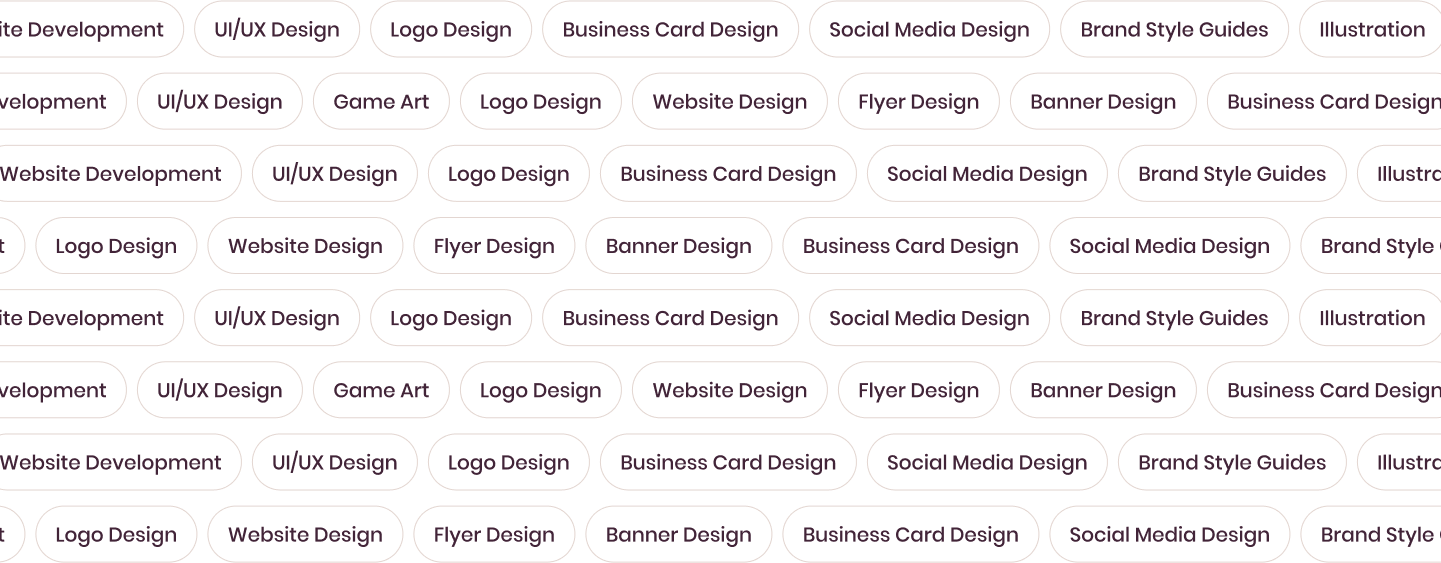 ite Development UI/UX Design Logo Design Business Card Design Social Media Design Brand Style Guides Illustration
velopment UI/UX Design Game Art Logo Design Website Design Flyer Design Banner Design Business Card Design
Website Development UI/UX Design Logo Design Business Card Design Social Media Design Brand Style Guides Illustra
t Logo Design Website Design Flyer Design Banner Design Business Card Design Social Media Design Brand Style
ite Development UI/UX Design Logo Design Business Card Design Social Media Design Brand Style Guides Illustration
velopment UI/UX Design Game Art Logo Design Website Design Flyer Design Banner Design Business Card Design
Website Development UI/UX Design Logo Design Business Card Design Social Media Design Brand Style Guides Illustra
t Logo Design Website Design Flyer Design Banner Design Business Card Design Social Media Design Brand Style